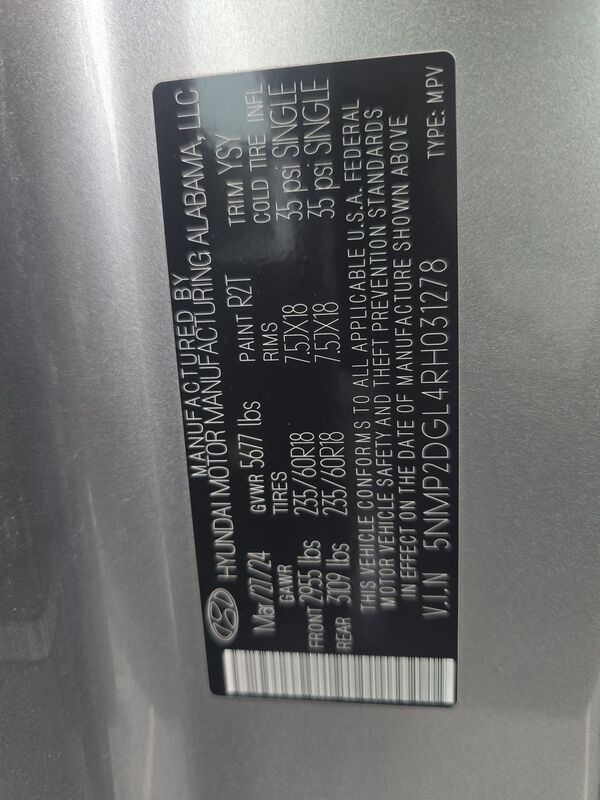 MANUFACTURED BY
HYUNDAI MOTOR MANUFACTURING ALABAMA, LLC
Mar/27/24 GVWR 5677 lbs PAINT R2T TRIM YSY
GAWR TIRES RIMS COLD TIRE INFL
FRONT 2955 lbs 235/60R18 7.5JX18 35 psi SINGLE
REAR 3109 lbs 235/60R18 7.5JX18 35 psi SINGLE
THIS VEHICLE CONFORMS TO ALL APPLICABLE U.S.A. FEDERAL
MOTOR VEHICLE SAFETY AND THEFT PREVENTION STANDARDS
IN EFFECT ON THE DATE OF MANUFACTURE SHOWN ABOVE
V.I.N 5NMP2DGL4RH031278 TYPE: MPV